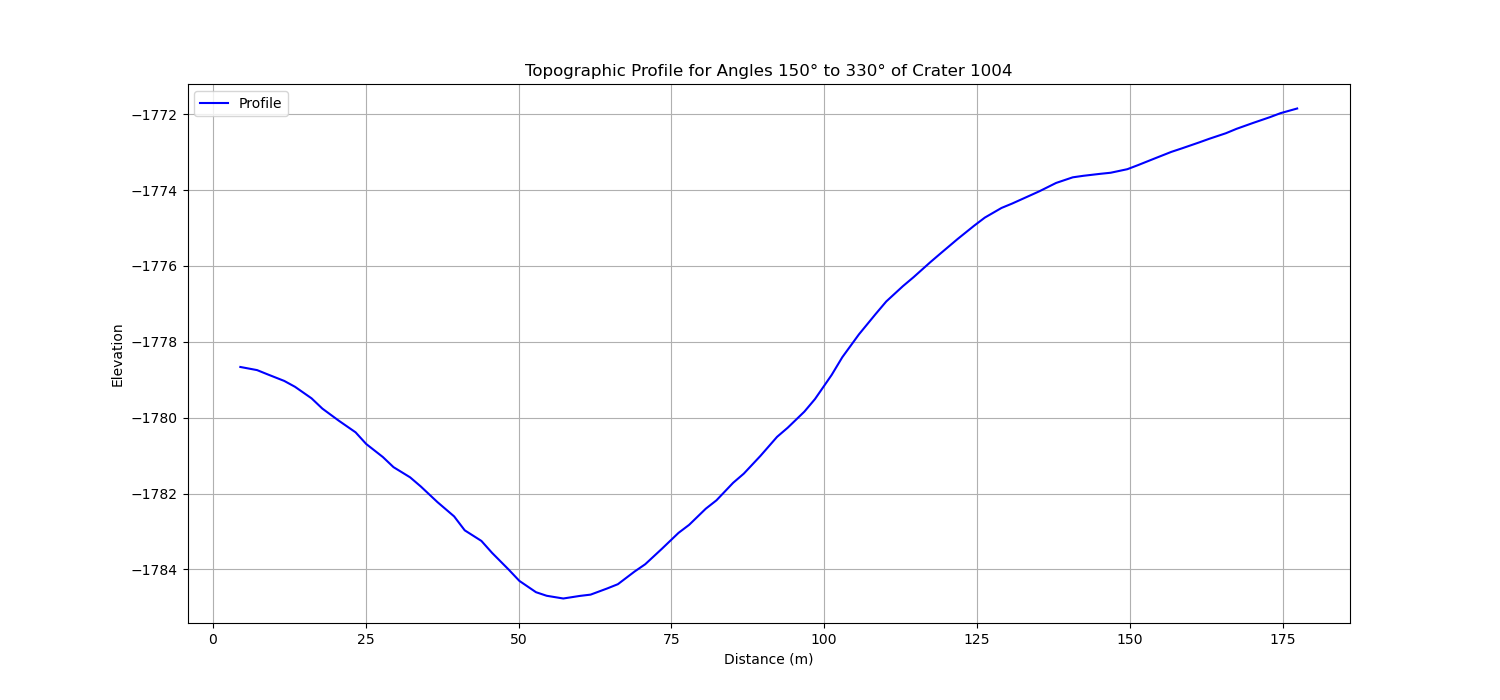 Topographic Profile for Angles 150° to 330° of Crater 1004
Profile
Elevation
−1772
−1774
−1776
−1778
−1780
−1782
−1784
0 25 50 75 100 125 150 175
Distance (m)